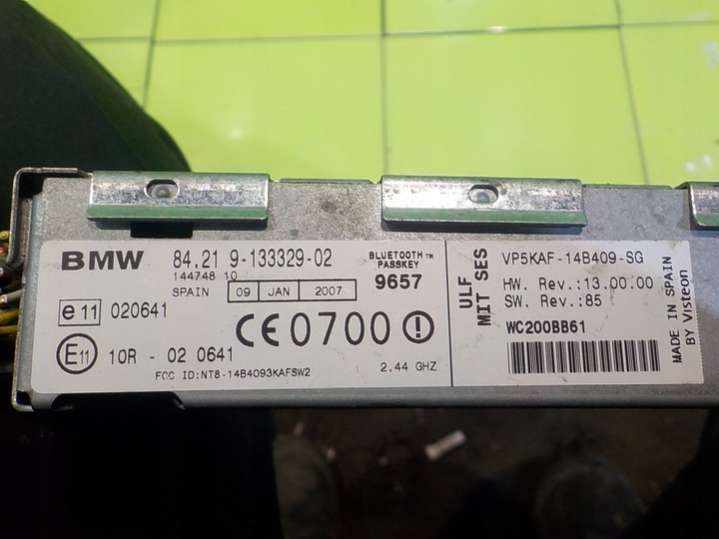 BMW 84.21 9-133329-02
144748 10
BLUETOOTH ™
PASSKEY
9657
SPAIN 09 JAN 2007
e11 020641
CE0700
E11 10R - 02 0641
FCC ID:NT8-14B4093KAFSW2
2.44 GHZ
ULF
MIT SES
VP5KAF-14B409-SG
HW. Rev.:13.00.00
SW. Rev.:85
WC200BB61
MADE IN SPAIN
BY Visteon